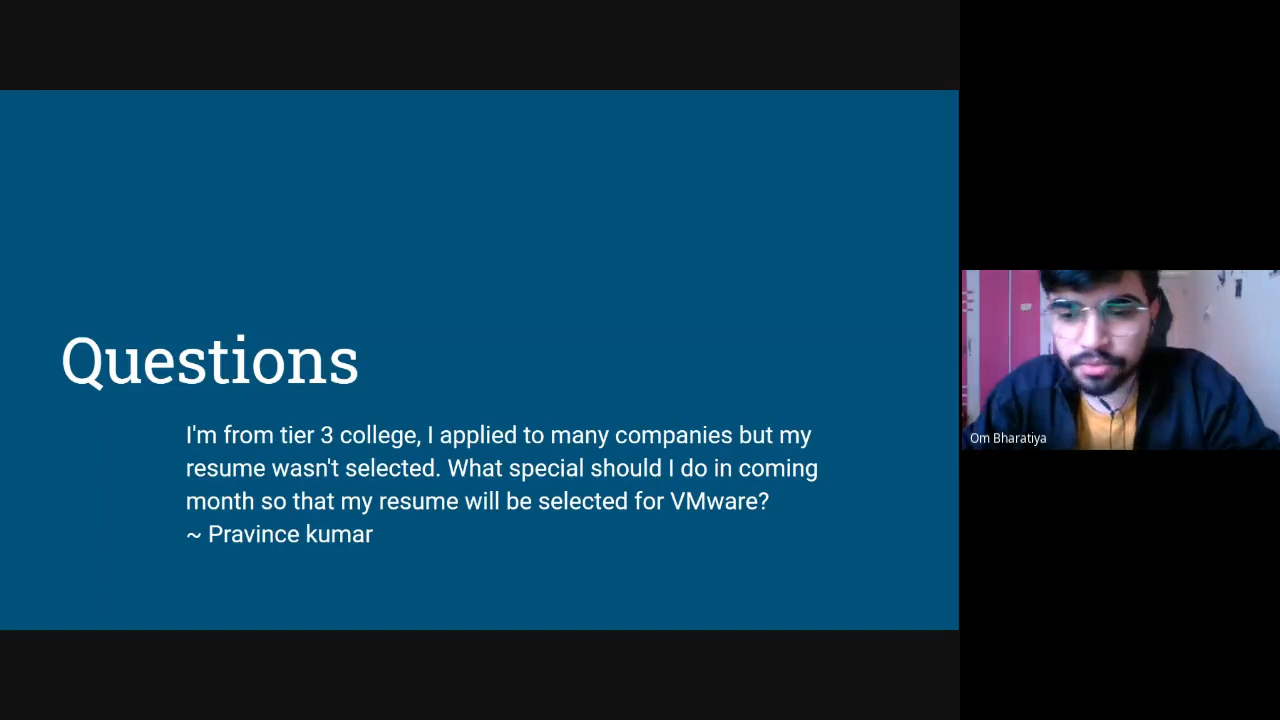 Questions
I'm from tier 3 college, I applied to many companies but my
resume wasn't selected. What special should I do in coming
month so that my resume will be selected for VMware?
~ Pravince kumar
Om Bharatiya